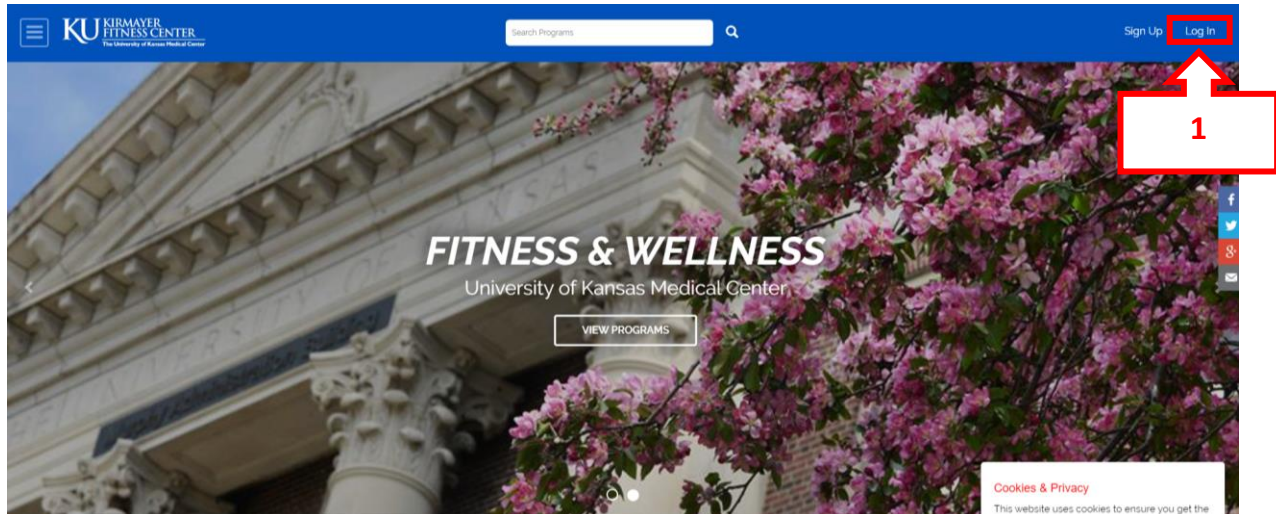 KU KIRMAYER
FITNESS CENTER
The University of Kansas Medical Center
Search Programs
Sign Up
Log In
1
FITNESS & WELLNESS
University of Kansas Medical Center
VIEW PROGRAMS
Cookies & Privacy
This website uses cookies to ensure you get the